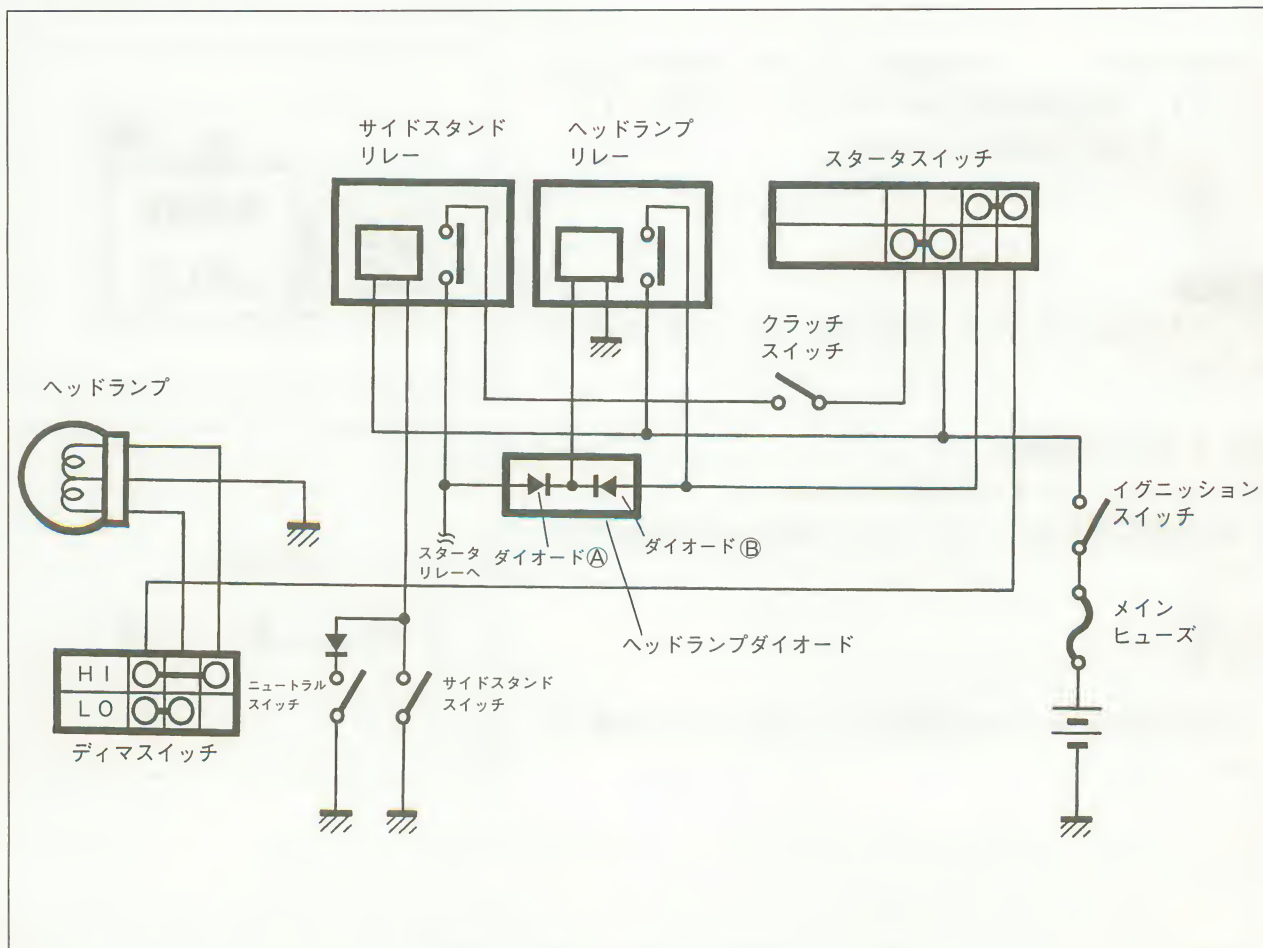 サイドスタンド
リレー
ヘッドランプ
リレー
スタータスイッチ
クラッチ
スイッチ
ヘッドランプ
イグニッション
スイッチ
スタータ
リレーへ
ダイオードⒶ
ダイオードⒷ
メイン
ヒューズ
ヘッドランプダイオード
HI
LO
ニュートラル
スイッチ
サイドスタンド
スイッチ
ディマスイッチ